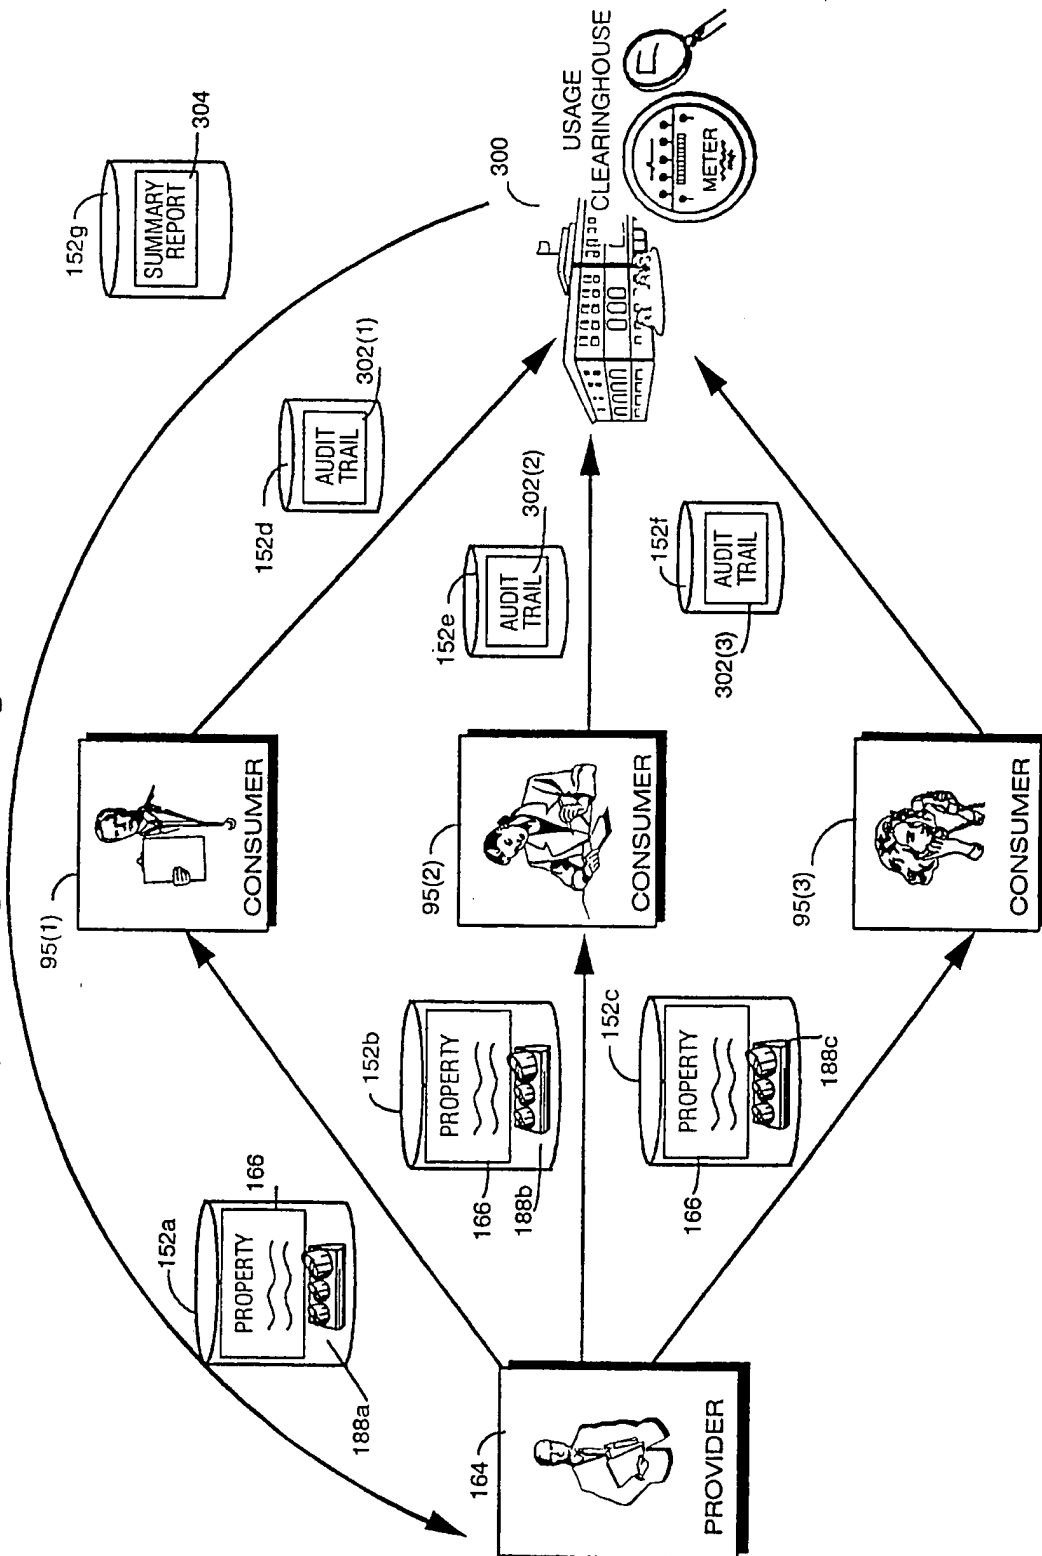 152g
SUMMARY
REPORT
304
95(1)
CONSUMER
152d
AUDIT
TRAIL
302(1)
152a
166
PROPERTY
188a
300
USAGE
CLEARINGHOUSE
METER
164
PROVIDER
152b
PROPERTY
166
188b
95(2)
CONSUMER
152e
AUDIT
TRAIL
302(2)
152c
PROPERTY
166
188c
152f
AUDIT
TRAIL
302(3)
95(3)
CONSUMER